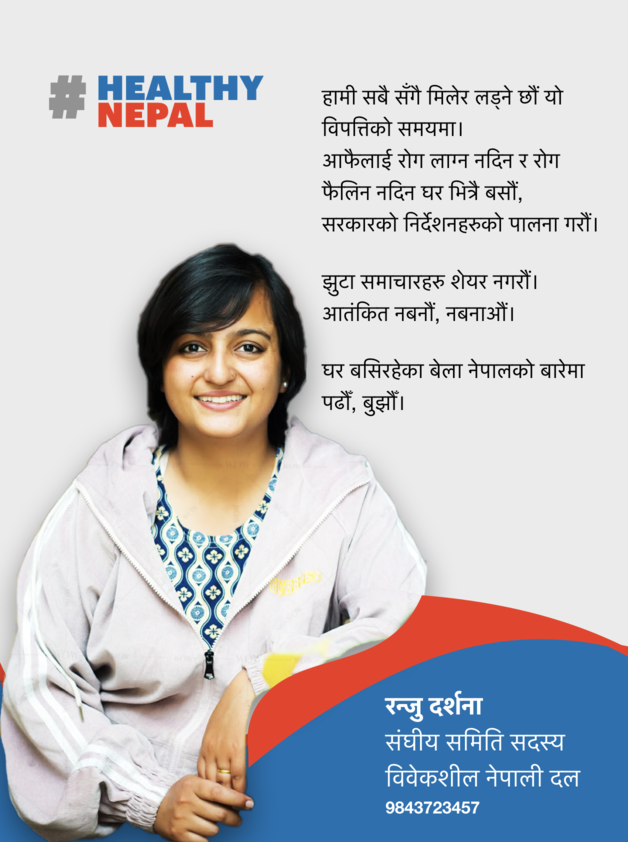 # HEALTHY
NEPAL
हामी सबै सँगै मिलेर लड्ने छौं यो
विपत्तिको समयमा।
आफैलाई रोग लाग्न नदिन र रोग
फैलिन नदिन घर भित्रै बसौं,
सरकारको निर्देशनहरुको पालना गरौं।
झुटा समाचारहरु शेयर नगरौं।
आतंकित नबनौं, नबनाऔं।
घर बसिरहेका बेला नेपालको बारेमा
पढौँ, बुझौँ।
रन्जु दर्शना
संघीय समिति सदस्य
विवेकशील नेपाली दल
9843723457